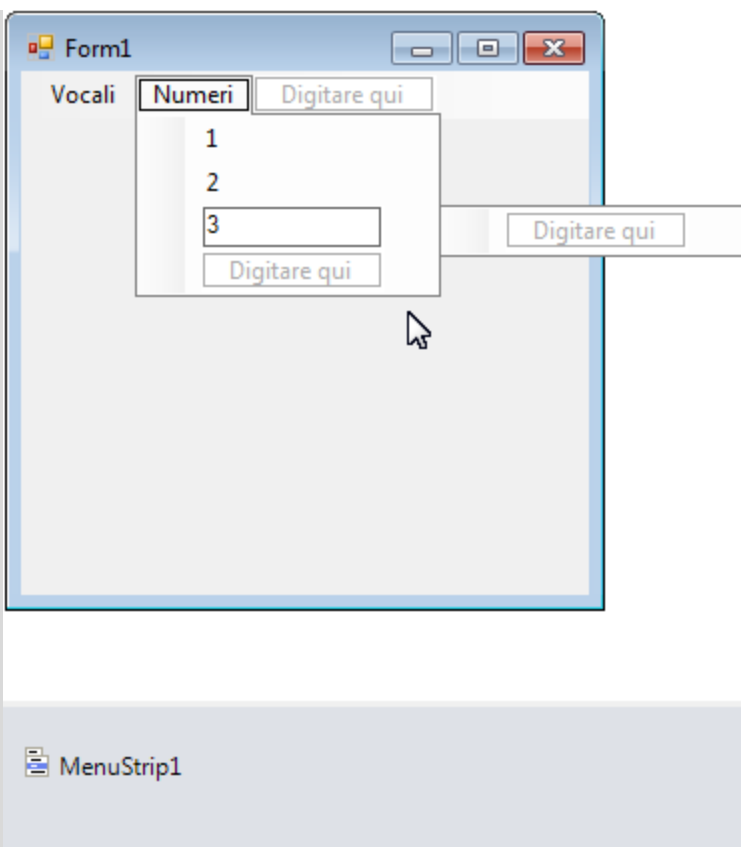 Form1
Vocali Numeri Digitare qui
1
2
3
Digitare qui
Digitare qui
MenuStrip1